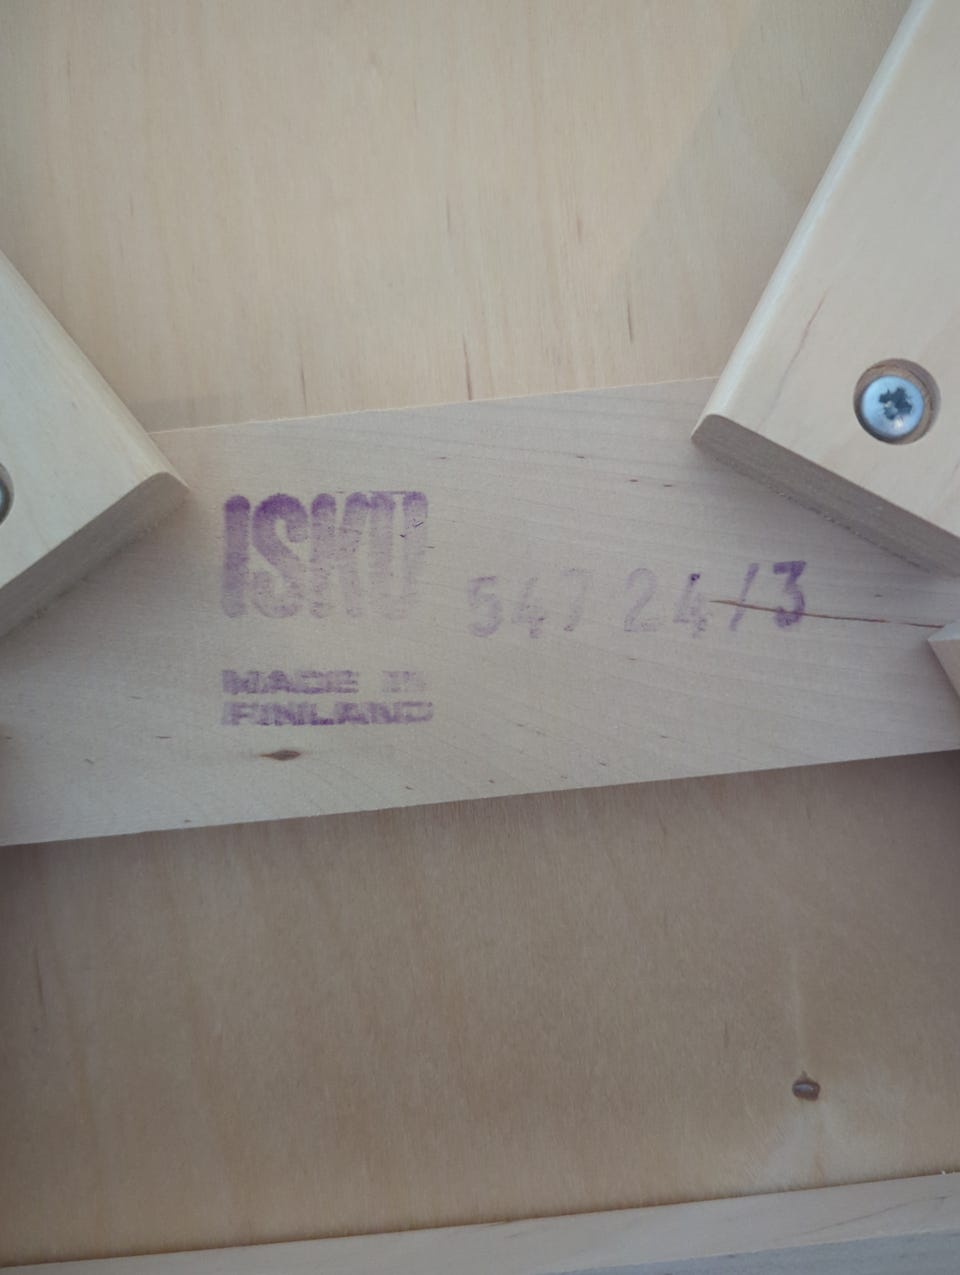 ISKU
547 24/3
MADE IN
FINLAND